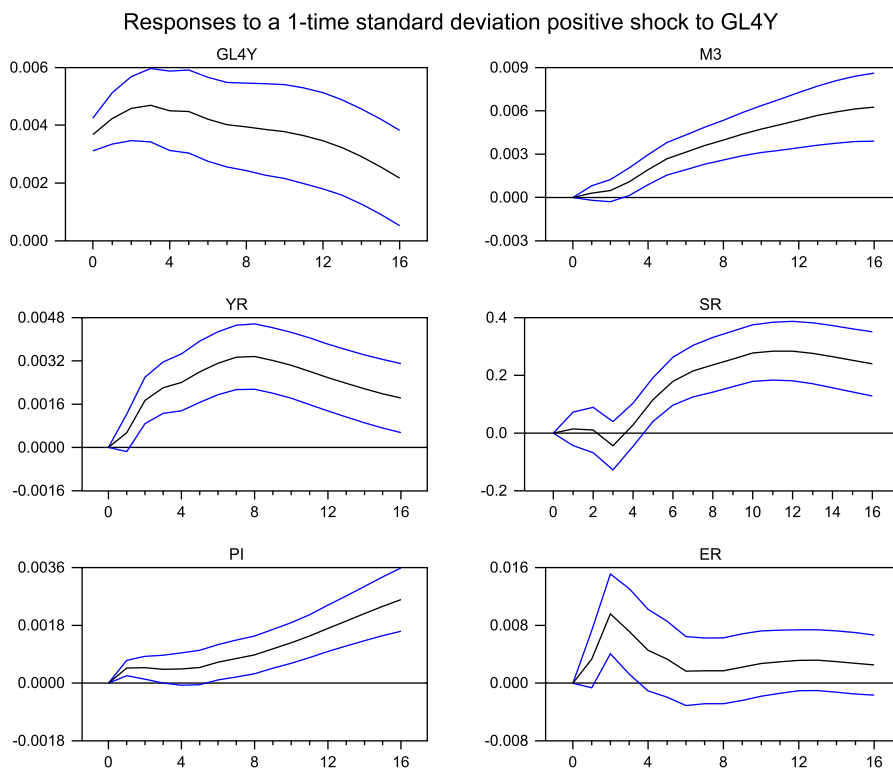 Responses to a 1-time standard deviation positive shock to GL4Y
GL4Y
0.006
0.004
0.002
0.000
0 4 8 12 16
M3
0.009
0.006
0.003
0.000
-0.003
0 4 8 12 16
YR
0.0048
0.0032
0.0016
0.0000
-0.0016
0 4 8 12 16
SR
0.4
0.2
0.0
-0.2
0 2 4 6 8 10 12 14 16
PI
0.0036
0.0018
0.0000
-0.0018
0 4 8 12 16
ER
0.016
0.008
0.000
-0.008
0 4 8 12 16